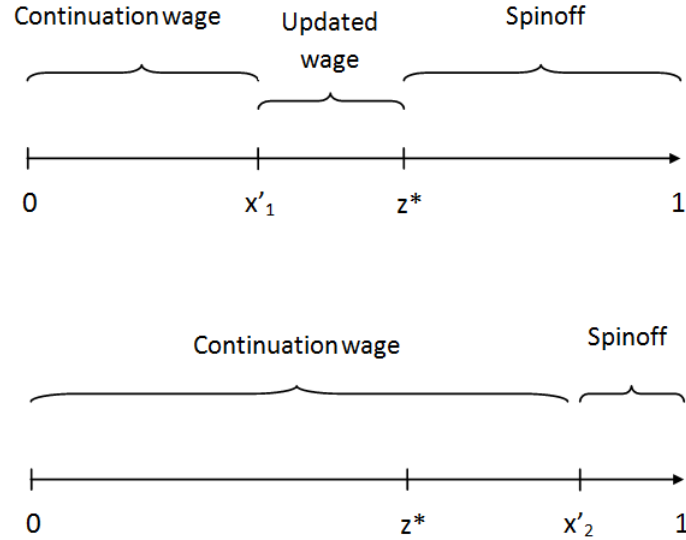 Continuation wage
Updated
wage
Spinoff
0
x'₁
z*
1
Continuation wage
Spinoff
0
z*
x'₂
1